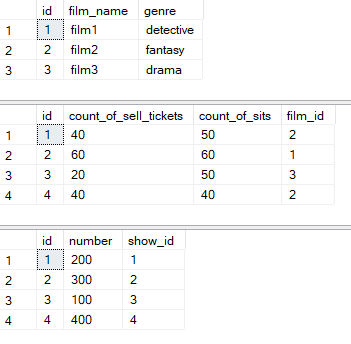 id film_name genre
1 1 film1 detective
2 2 film2 fantasy
3 3 film3 drama
id count_of_sell_tickets count_of_sits film_id
1 1 40 50 2
2 2 60 60 1
3 3 20 50 3
4 4 40 40 2
id number show_id
1 1 200 1
2 2 300 2
3 3 100 3
4 4 400 4